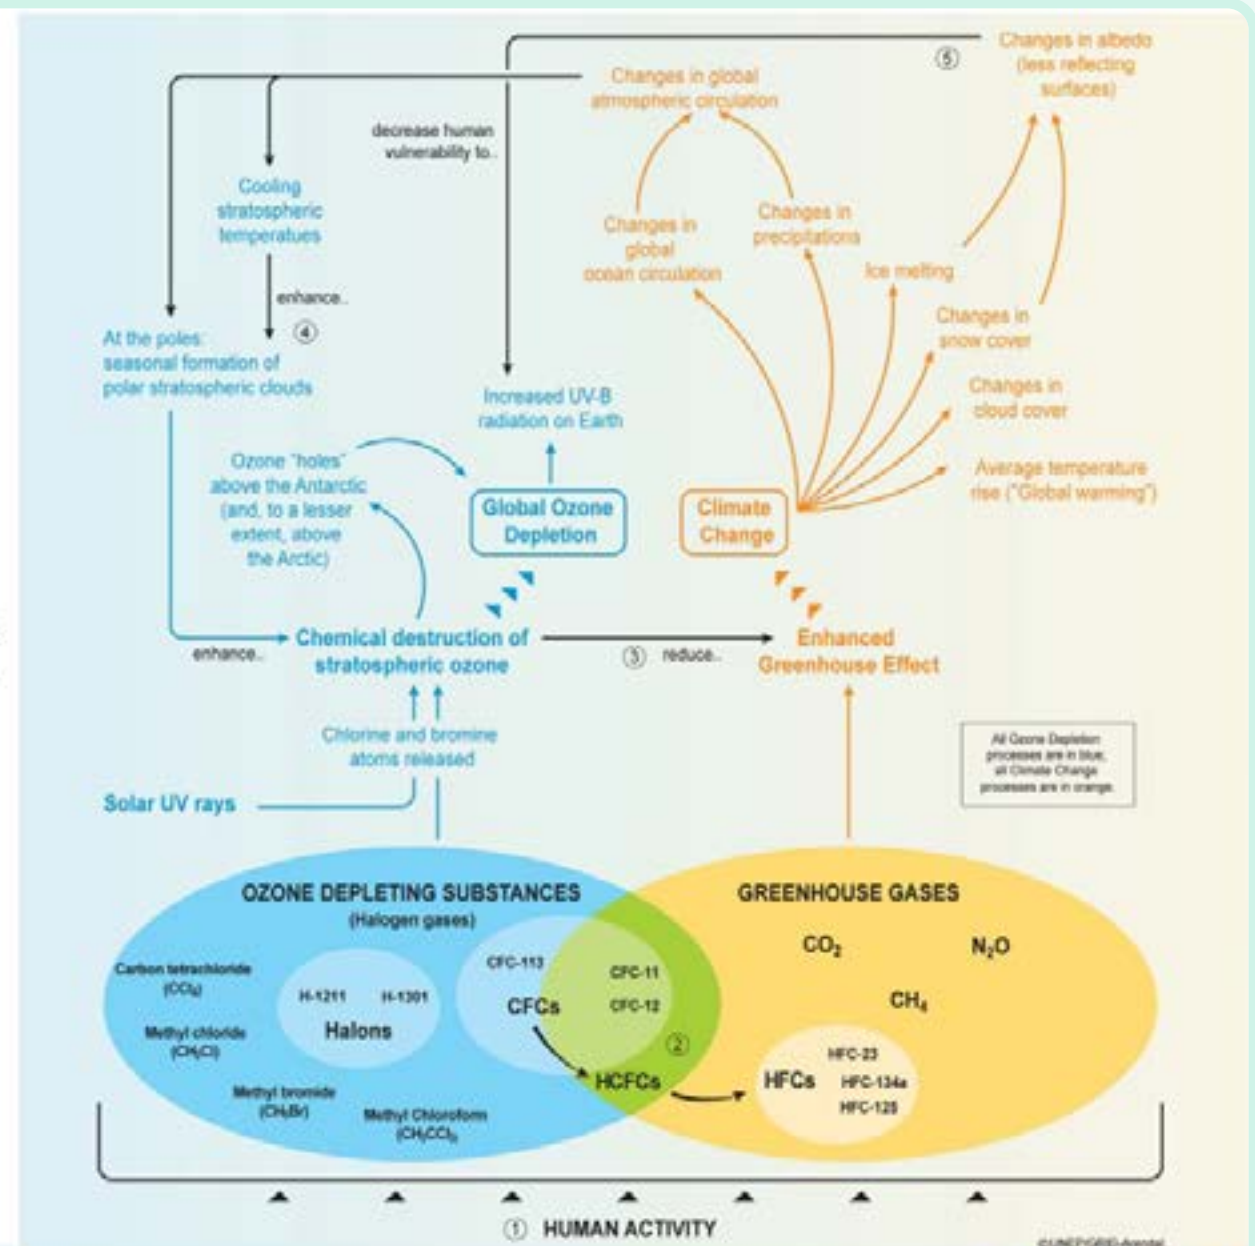 Changes in albedo
(less reflecting
surfaces)
⑤
Changes in global
atmospheric circulation
decrease human
vulnerability to..
Cooling
stratospheric
temperatues
Changes in
global
ocean circulation
Changes in
precipitations
Ice melting
enhance..
④
Changes in
snow cover
At the poles:
seasonal formation of
polar stratospheric clouds
Changes in
cloud cover
Increased UV-B
radiation on Earth
Ozone "holes"
above the Antarctic
(and, to a lesser
extent, above
the Arctic)
Average temperature
rise ("Global warming")
Global Ozone
Depletion
Climate
Change
enhance..
Chemical destruction of
stratospheric ozone
③ reduce..
Enhanced
Greenhouse Effect
Chlorine and bromine
atoms released
Solar UV rays
All Ozone Depletion
processes are in blue,
all Climate Change
processes are in orange.
OZONE DEPLETING SUBSTANCES
(Halogen gases)
GREENHOUSE GASES
Carbon tetrachloride
(CCl₄)
H-1211 H-1301
Halons
Methyl chloride
(CH₃Cl)
Methyl bromide
(CH₃Br)
Methyl Chloroform
CFC-113
CFCs
CFC-11
CFC-12
②
HCFCs
CO₂
N₂O
CH₄
HFCs
HFC-23
HFC-134a
HFC-125
① HUMAN ACTIVITY